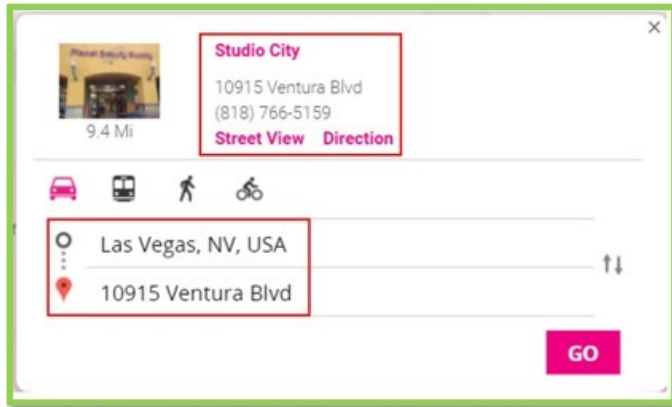 Studio City
10915 Ventura Blvd
(818) 766-5159
9.4 Mi
Street View Direction
Las Vegas, NV, USA
10915 Ventura Blvd
GO